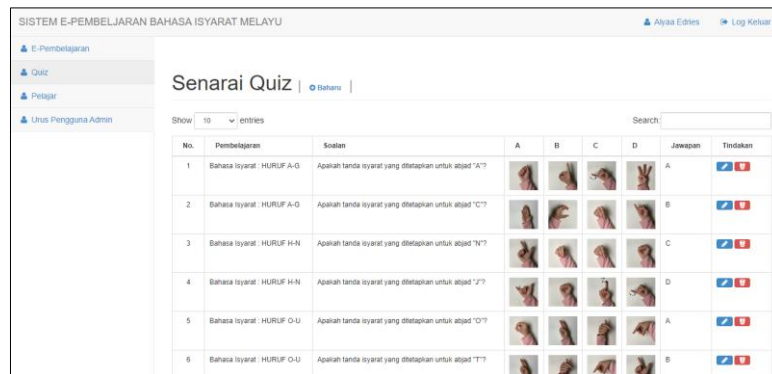 SISTEM E-PEMBELJARAN BAHASA ISYARAT MELAYU
Alyaa Edries Log Keluar
E-Pembelajaran
Quiz
Pelajar
Urus Pengguna Admin
Senarai Quiz | Baharu |
Show 10 entries Search:
No. Pembelajaran Soalan A B C D Jawapan Tindakan
1 Bahasa Isyarat : HURUF A-G Apakah tanda isyarat yang ditetapkan untuk abjad "A"? A
2 Bahasa Isyarat : HURUF A-G Apakah tanda isyarat yang ditetapkan untuk abjad "C"? B
3 Bahasa Isyarat : HURUF H-N Apakah tanda isyarat yang ditetapkan untuk abjad "N"? C
4 Bahasa Isyarat : HURUF H-N Apakah tanda isyarat yang ditetapkan untuk abjad "J"? D
5 Bahasa Isyarat : HURUF O-U Apakah tanda isyarat yang ditetapkan untuk abjad "O"? A
6 Bahasa Isyarat : HURUF O-U Apakah tanda isyarat yang ditetapkan untuk abjad "T"? B